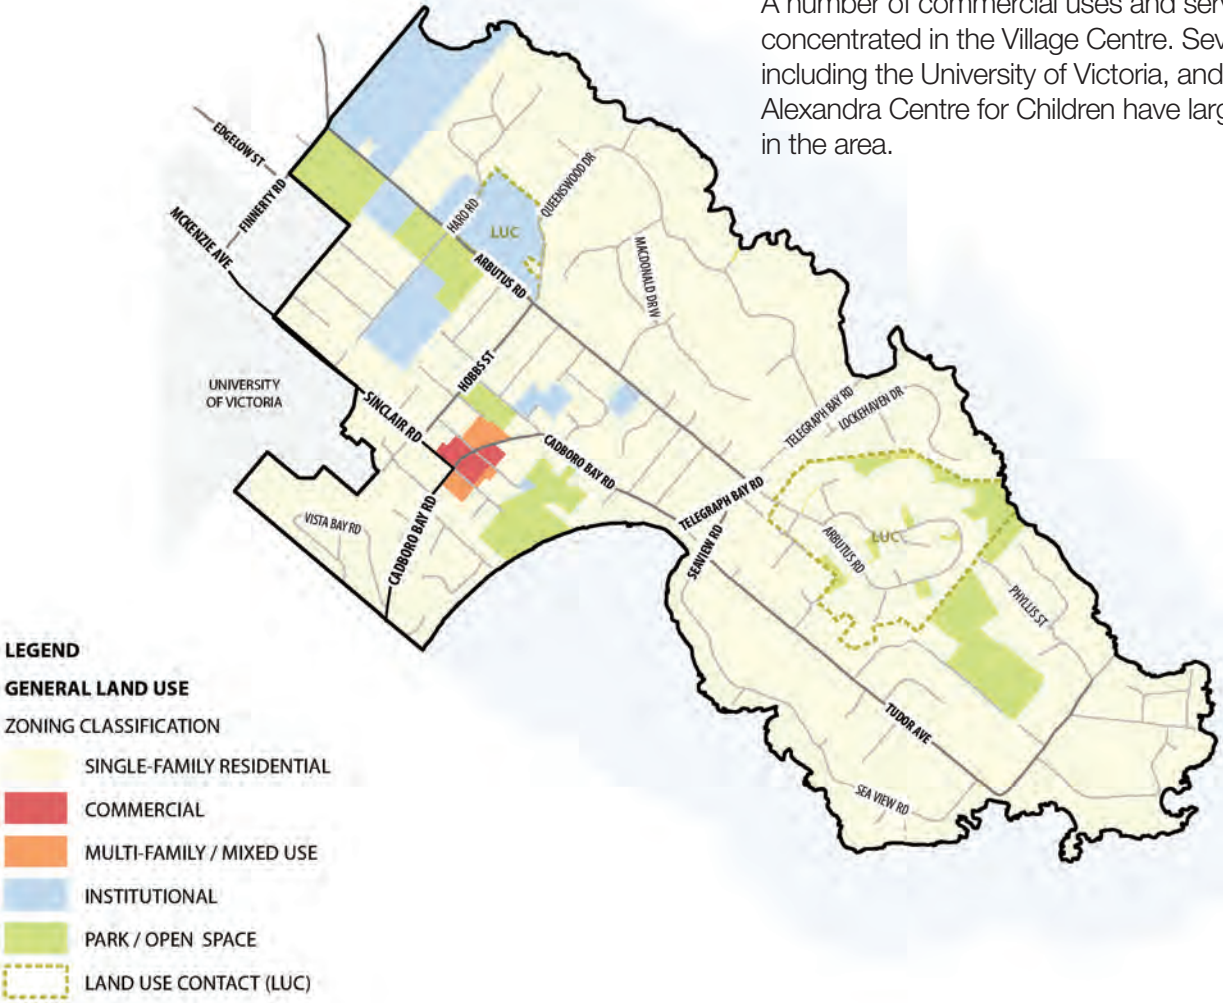 A number of commercial uses and
concentrated in the Village Centre.
including the University of Victoria, and
Alexandra Centre for Children have
in the area.
EDGELOW ST
FINNERTY RD
MCKENZIE AVE
HARO RD
QUEENSWOOD DR
LUC
ARBUTUS RD
MACDONALD DR W
HOBBS ST
UNIVERSITY
OF VICTORIA
SINCLAIR RD
TELEGRAPH BAY RD
LOCKEHAVEN DR
CADBORO BAY RD
TELEGRAPH BAY RD
VISTA BAY RD
CADBORO BAY RD
SEAVIEW RD
ARBUTUS RD
LUC
PHYLLIS ST
TUDOR AVE
SEA VIEW RD
LEGEND
GENERAL LAND USE
ZONING CLASSIFICATION
SINGLE-FAMILY RESIDENTIAL
COMMERCIAL
MULTI-FAMILY / MIXED USE
INSTITUTIONAL
PARK / OPEN SPACE
LAND USE CONTACT (LUC)